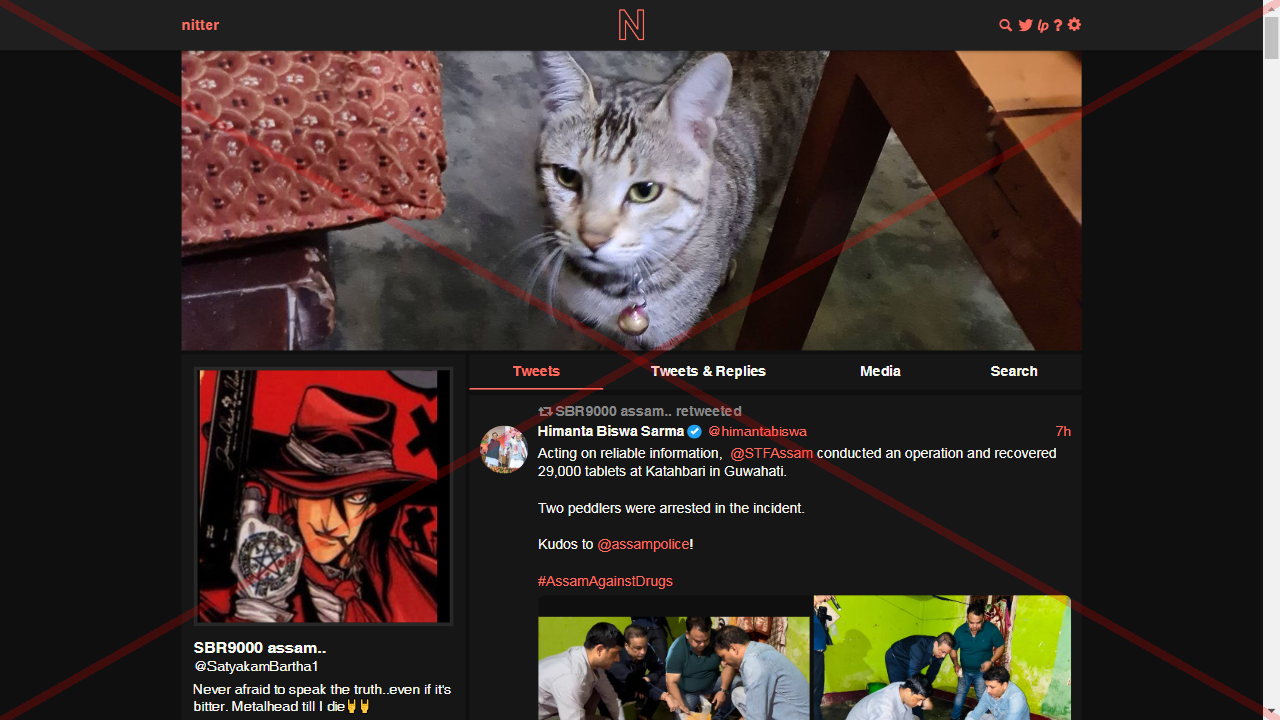 nitter
N
lp ?
Tweets
Tweets & Replies
Media
Search
SBR9000 assam.. retweeted
Himanta Biswa Sarma @himantabiswa 7h
Acting on reliable information, @STFAssam conducted an operation and recovered
29,000 tablets at Katahbari in Guwahati.
Two peddlers were arrested in the incident.
Kudos to @assampolice!
#AssamAgainstDrugs
SBR9000 assam..
@SatyakamBartha1
Never afraid to speak the truth..even if it's
bitter. Metalhead till I die🤘🤘